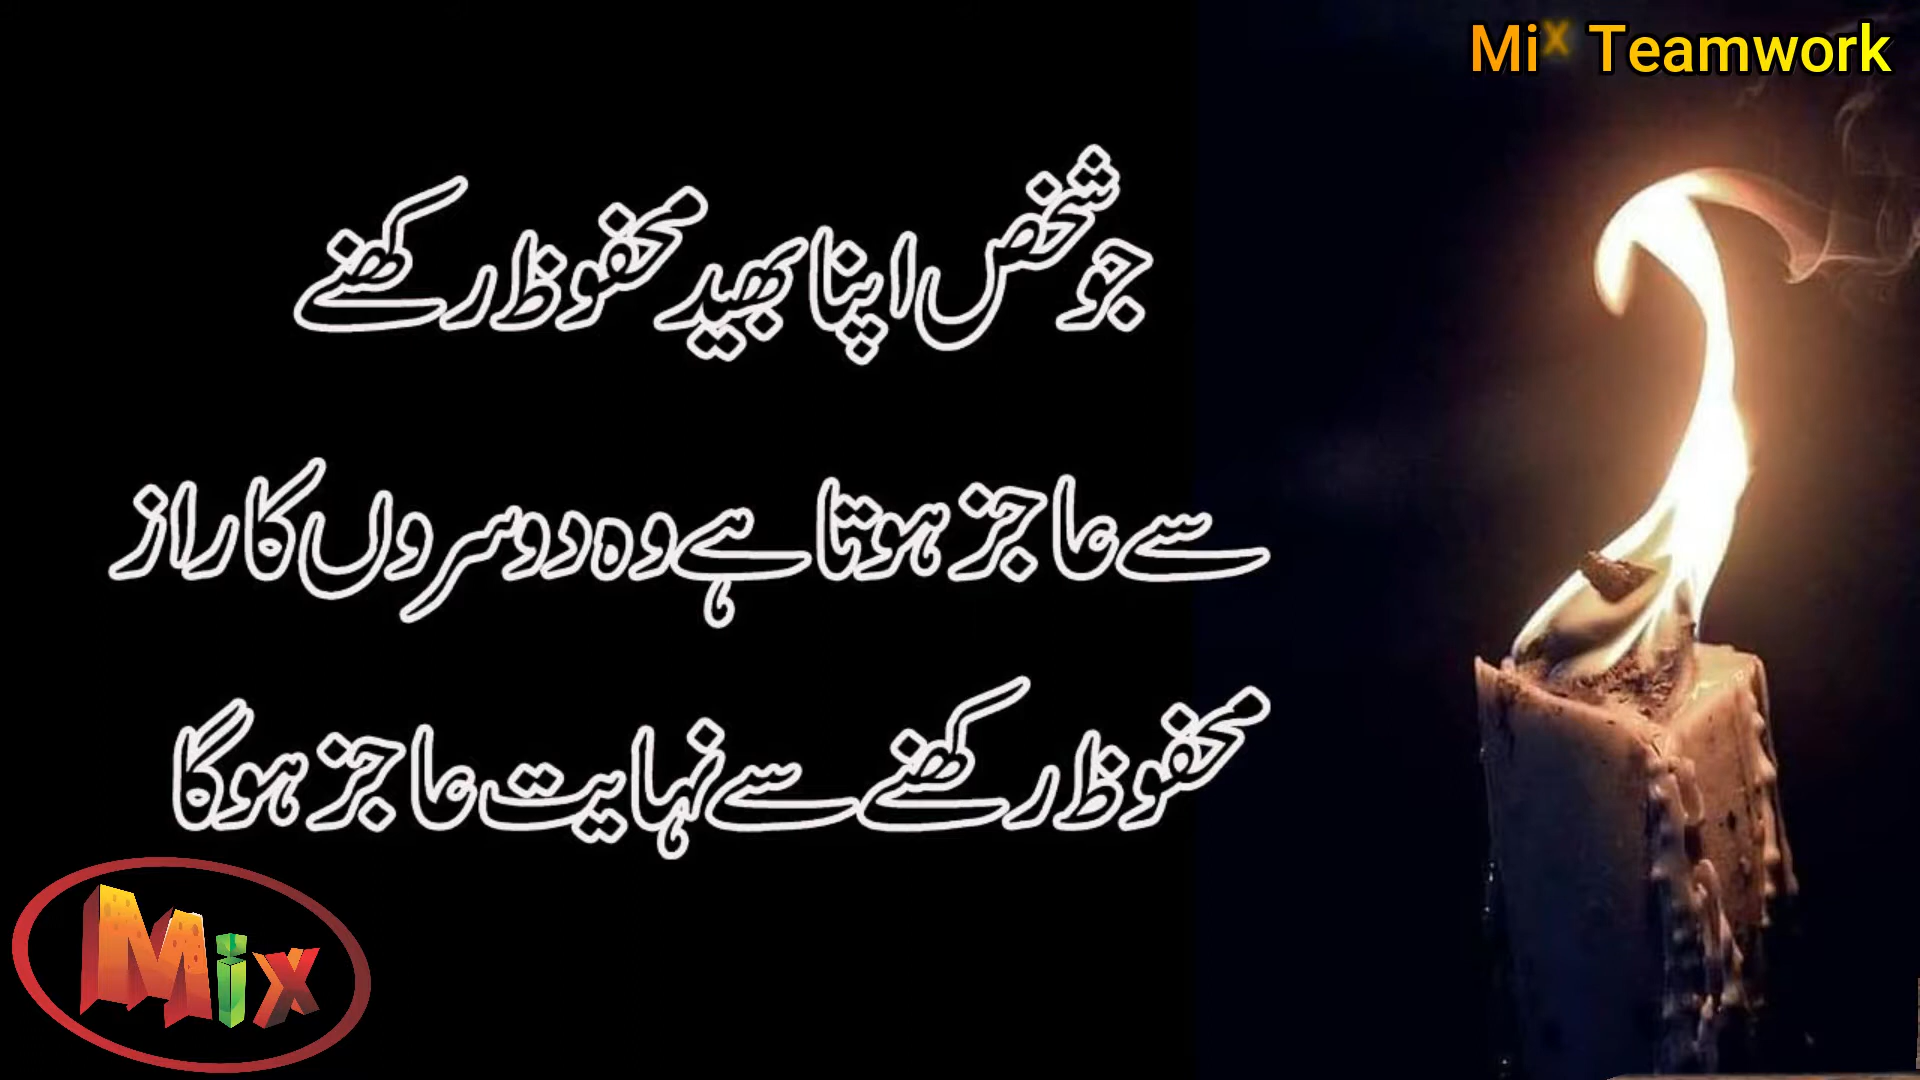 Mix Teamwork
جو شخص اپنا بھید محفوظ رکھنے
سے عاجز ہوتا ہے وہ دوسروں کا راز
محفوظ رکھنے سے نہایت عاجز ہوگا
Mix